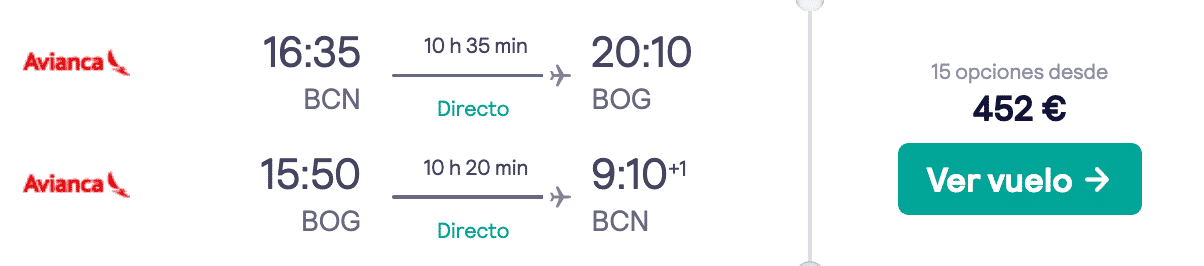 Avianca
16:35
10 h 35 min
20:10
BCN
Directo
BOG
Avianca
15:50
10 h 20 min
9:10+1
BOG
Directo
BCN
15 opciones desde
452 €
Ver vuelo →